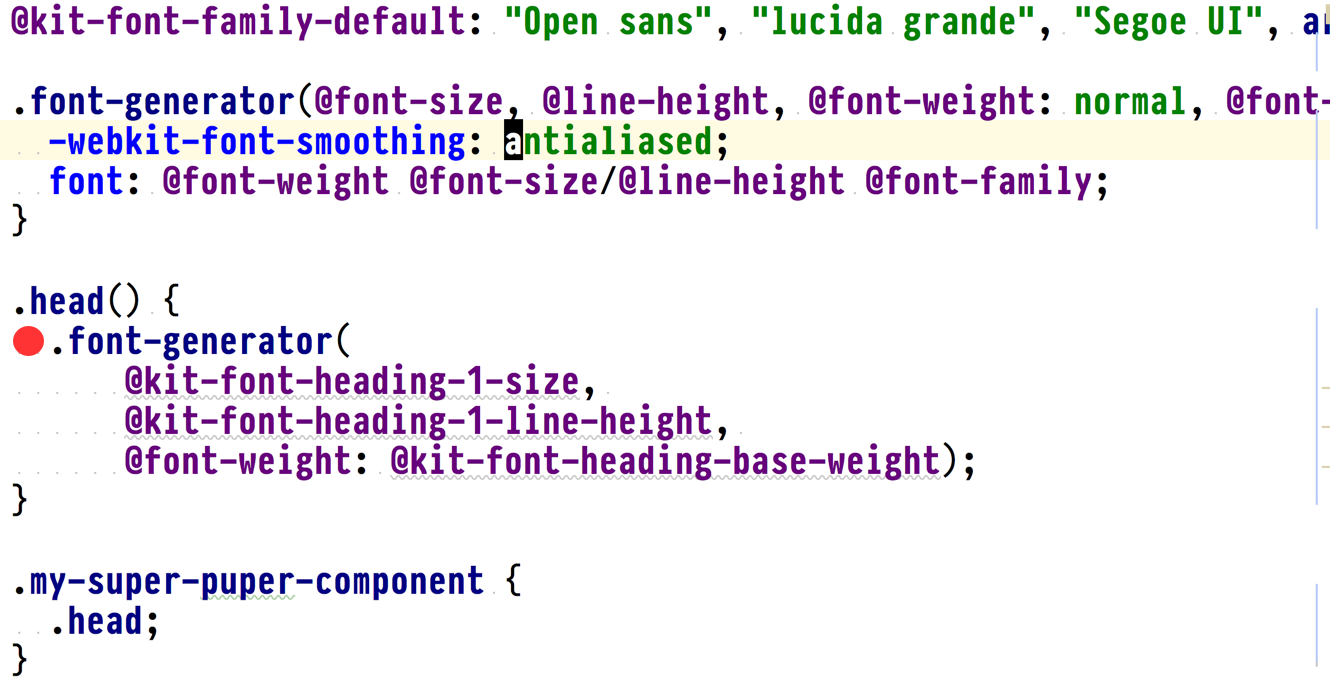 @kit-font-family-default: "Open sans", "lucida grande", "Segoe UI",
.font-generator(@font-size, @line-height, @font-weight: normal, @font-
-webkit-font-smoothing: antialiased;
font: @font-weight @font-size/@line-height @font-family;
}
.head() {
.font-generator(
@kit-font-heading-1-size,
@kit-font-heading-1-line-height,
@font-weight: @kit-font-heading-base-weight);
}
.my-super-puper-component {
.head;
}